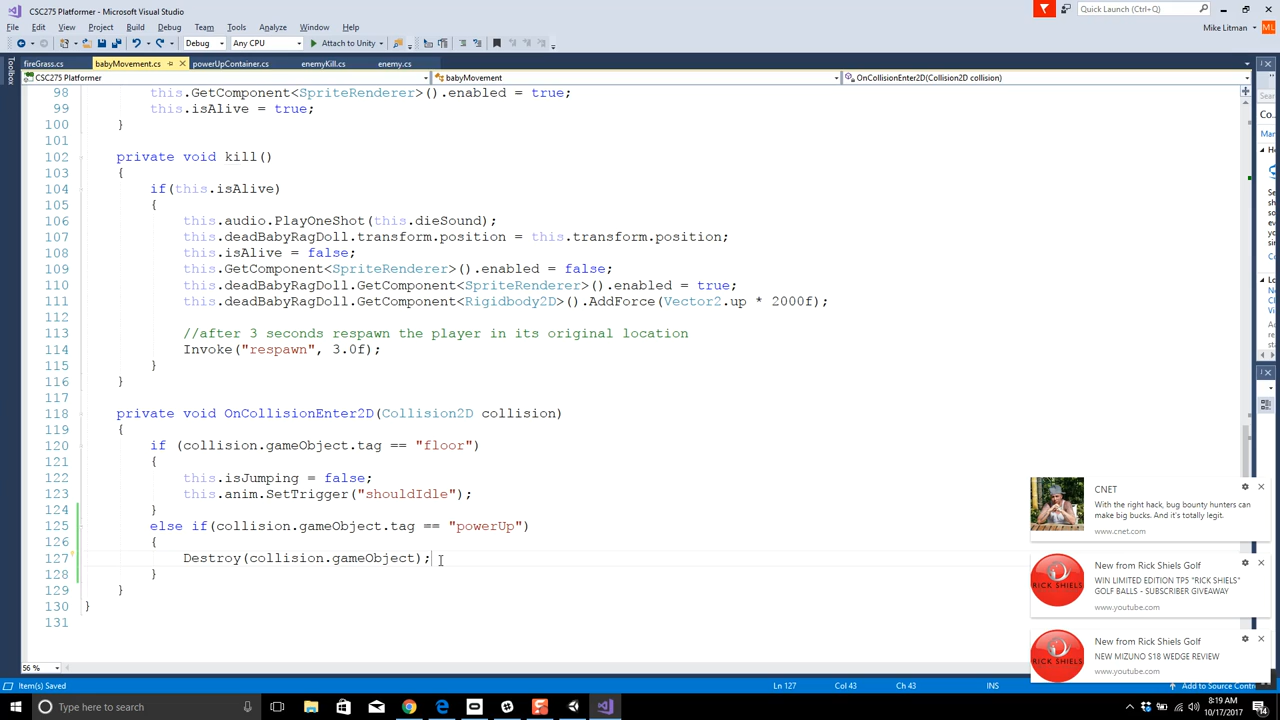 CSC275 Platformer - Microsoft Visual Studio
Quick Launch (Ctrl+Q)
File Edit View Project Build Debug Team Tools Analyze Window Help
Mike Litman ML
Debug Any CPU Attach to Unity
Toolbox
fireGrass.cs babyMovement.cs powerUpContainer.cs enemyKill.cs enemy.cs
CSC275 Platformer babyMovement OnCollisionEnter2D(Collision2D collision)
98 this.GetComponent<SpriteRenderer>().enabled = true;
99 this.isAlive = true;
100 }
101
102 private void kill()
103 {
104 if(this.isAlive)
105 {
106 this.audio.PlayOneShot(this.dieSound);
107 this.deadBabyRagDoll.transform.position = this.transform.position;
108 this.isAlive = false;
109 this.GetComponent<SpriteRenderer>().enabled = false;
110 this.deadBabyRagDoll.GetComponent<SpriteRenderer>().enabled = true;
111 this.deadBabyRagDoll.GetComponent<Rigidbody2D>().AddForce(Vector2.up * 2000f);
112
113 //after 3 seconds respawn the player in its original location
114 Invoke("respawn", 3.0f);
115 }
116 }
117
118 private void OnCollisionEnter2D(Collision2D collision)
119 {
120 if (collision.gameObject.tag == "floor")
121 {
122 this.isJumping = false;
123 this.anim.SetTrigger("shouldIdle");
124 }
125 else if(collision.gameObject.tag == "powerUp")
126 {
127 Destroy(collision.gameObject);
128 }
129 }
130 }
131
CNET
With the right hack, bug bounty hunters can
make big bucks. And it's totally legit.
www.cnet.com
New from Rick Shiels Golf
WIN LIMITED EDITION TP5 "RICK SHIELS"
GOLF BALLS - SUBSCRIBER GIVEAWAY
www.youtube.com
New from Rick Shiels Golf
NEW MIZUNO S18 WEDGE REVIEW
www.youtube.com
RICK SHIELS
RICK SHIELS
56 %
Item(s) Saved Ln 127 Col 43 Ch 43 INS Add to Source Contr
Type here to search
8:19 AM
10/17/2017
14